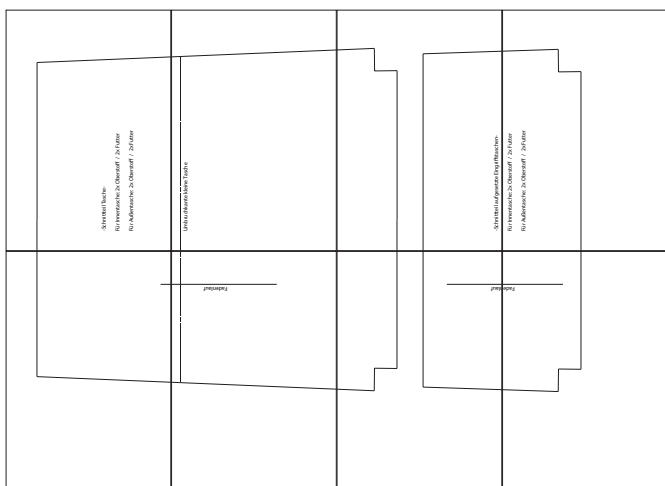 -Schnittteil Tasche-
Für Innentasche: 2x Oberstoff / 2x Futter
Für Außentasche: 2x Oberstoff / 2x Futter
Umbruchkante kleine Tasche
Fadenlauf
-Schnittteil aufgesetzte Eingrifftaschen-
Für Innentasche: 2x Oberstoff / 2x Futter
Für Außentasche: 2x Oberstoff / 2x Futter
Fadenlauf